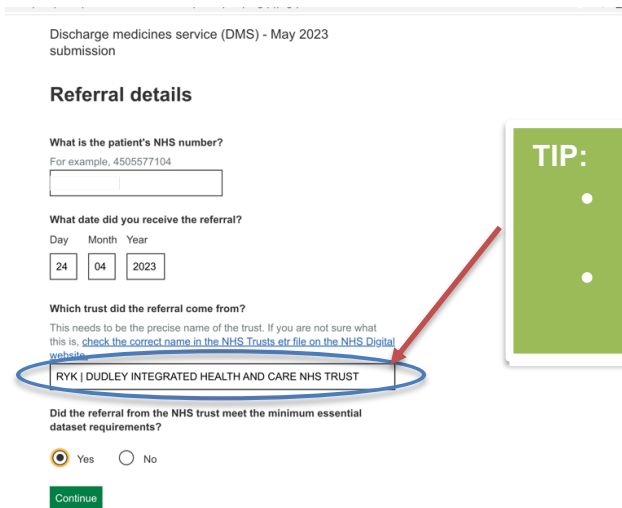 Discharge medicines service (DMS) - May 2023
submission
Referral details
What is the patient's NHS number?
For example, 4505577104
What date did you receive the referral?
Day Month Year
24 04 2023
Which trust did the referral come from?
This needs to be the precise name of the trust. If you are not sure what
this is, check the correct name in the NHS Trusts etr file on the NHS Digital
website.
RYK | DUDLEY INTEGRATED HEALTH AND CARE NHS TRUST
Did the referral from the NHS trust meet the minimum essential
dataset requirements?
Yes No
Continue
TIP: